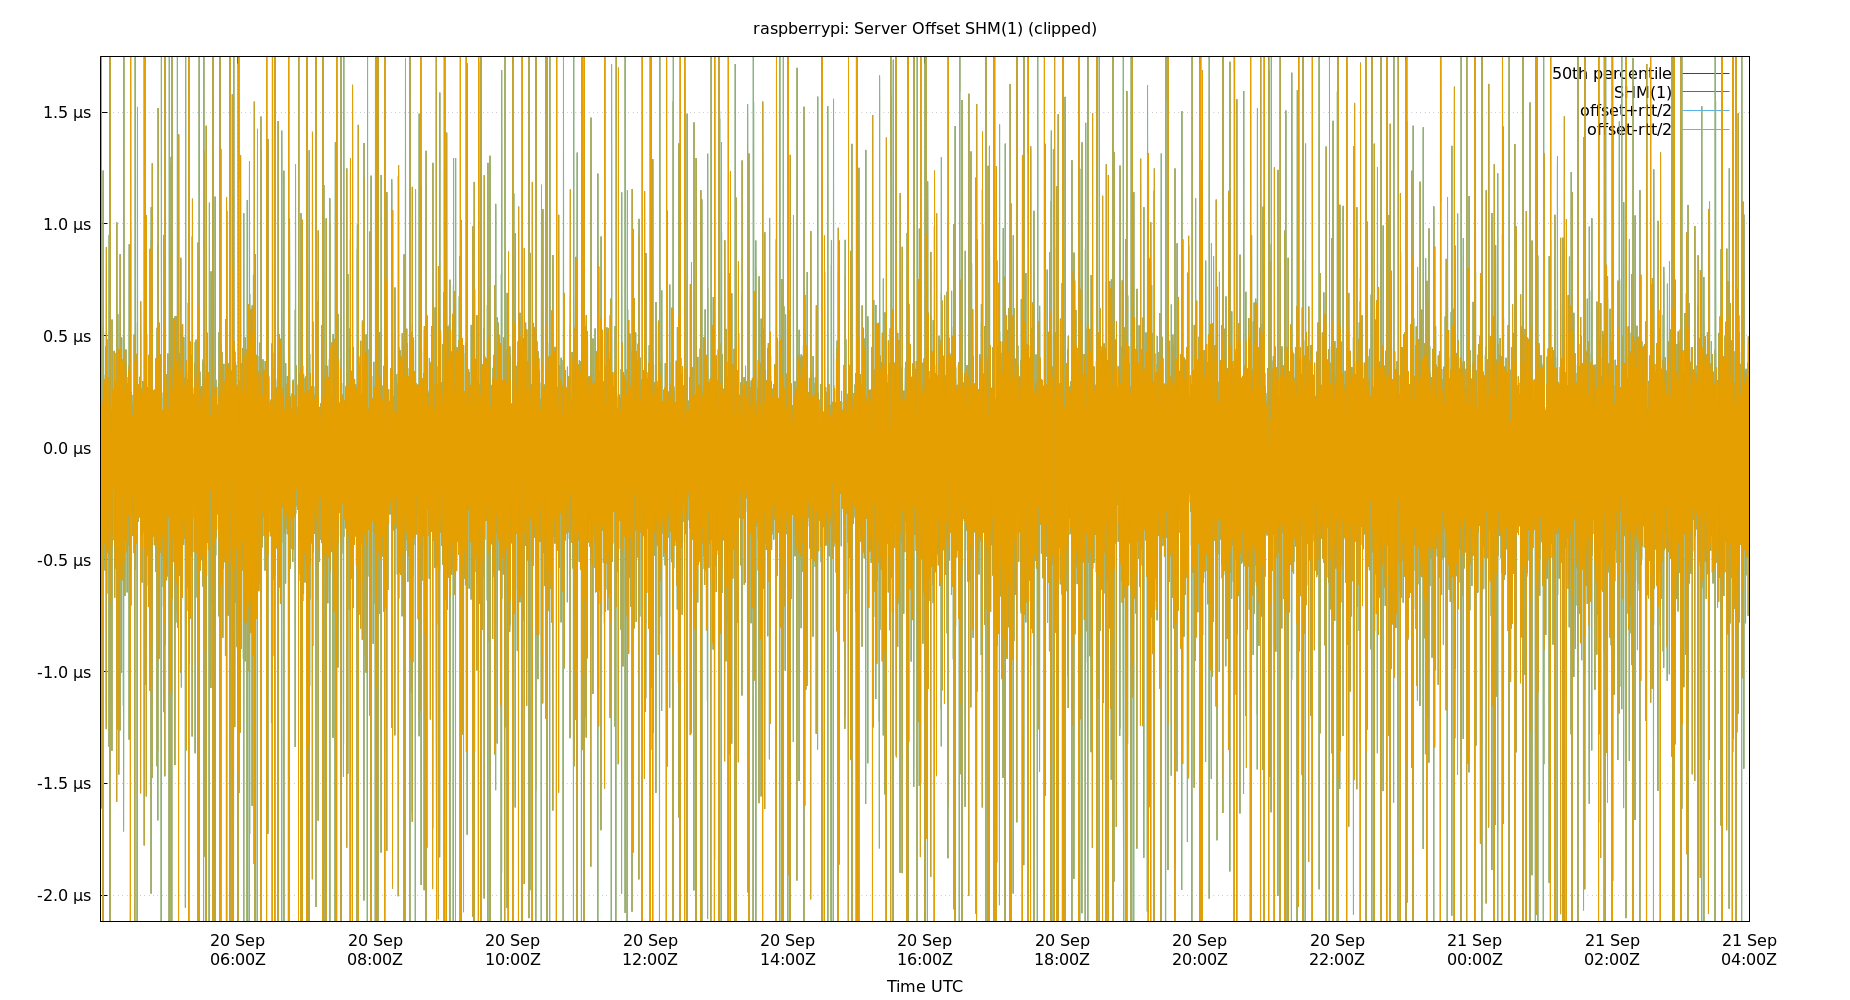 raspberrypi: Server Offset SHM(1) (clipped)
50th percentile
SHM(1)
offset+rtt/2
offset-rtt/2
1.5 µs
1.0 µs
0.5 µs
0.0 µs
-0.5 µs
-1.0 µs
-1.5 µs
-2.0 µs
20 Sep 20 Sep 20 Sep 20 Sep 20 Sep 20 Sep 20 Sep 20 Sep 20 Sep 21 Sep 21 Sep 21 Sep
06:00Z 08:00Z 10:00Z 12:00Z 14:00Z 16:00Z 18:00Z 20:00Z 22:00Z 00:00Z 02:00Z 04:00Z
Time UTC